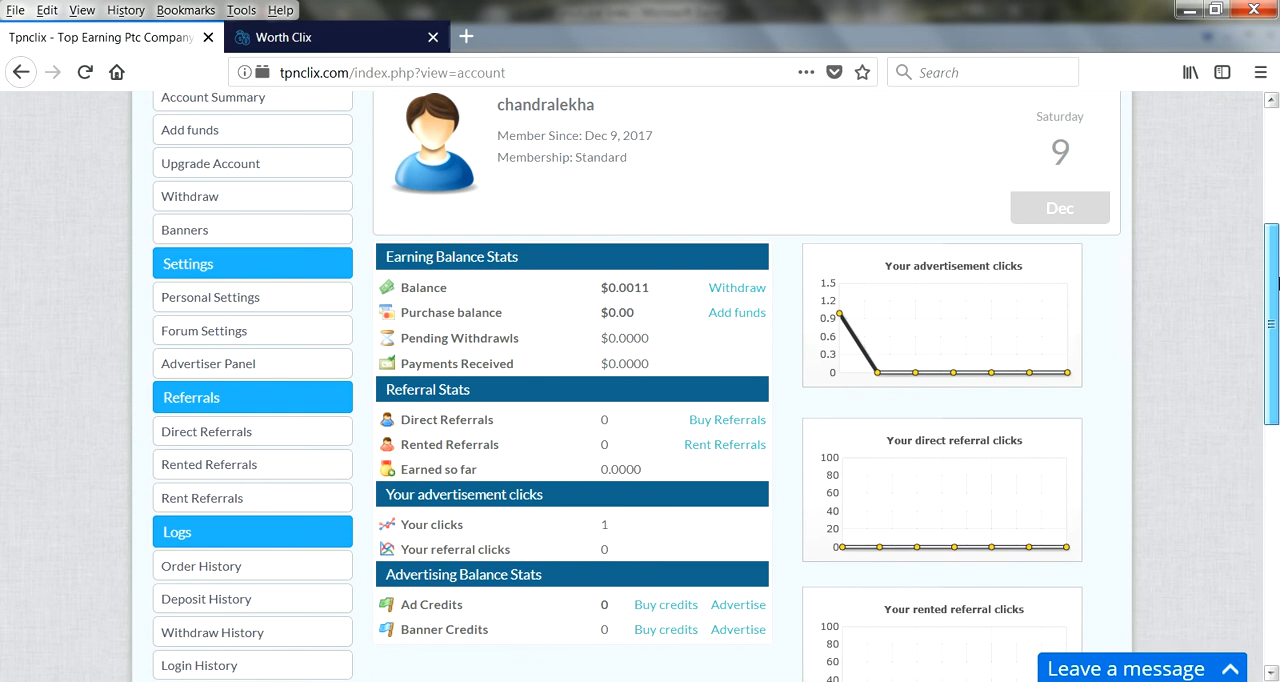 File Edit View History Bookmarks Tools Help
Tpnclix - Top Earning Ptc Company
Worth Clix
tpnclix.com/index.php?view=account
Search
Account Summary
Add funds
Upgrade Account
Withdraw
Banners
Settings
Personal Settings
Forum Settings
Advertiser Panel
Referrals
Direct Referrals
Rented Referrals
Rent Referrals
Logs
Order History
Deposit History
Withdraw History
Login History
chandralekha
Member Since: Dec 9, 2017
Membership: Standard
Saturday
9
Dec
Earning Balance Stats
Balance $0.0011 Withdraw
Purchase balance $0.00 Add funds
Pending Withdrawls $0.0000
Payments Received $0.0000
Referral Stats
Direct Referrals 0 Buy Referrals
Rented Referrals 0 Rent Referrals
Earned so far 0.0000
Your advertisement clicks
Your clicks 1
Your referral clicks 0
Advertising Balance Stats
Ad Credits 0 Buy credits Advertise
Banner Credits 0 Buy credits Advertise
Your advertisement clicks
1.5
1.2
0.9
0.6
0.3
0
Your direct referral clicks
100
80
60
40
20
0
Your rented referral clicks
100
80
60
40
Leave a message